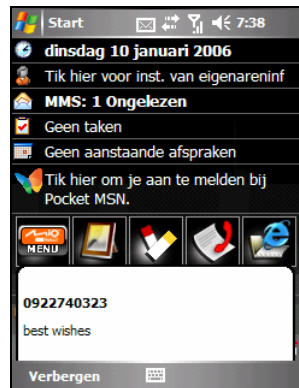 Start 7:38
dinsdag 10 januari 2006
Tik hier voor inst. van eigenareninf
MMS: 1 Ongelezen
Geen taken
Geen aanstaande afspraken
Tik hier om je aan te melden bij
Pocket MSN.
Mio
MENU
0922740323
best wishes
Verbergen